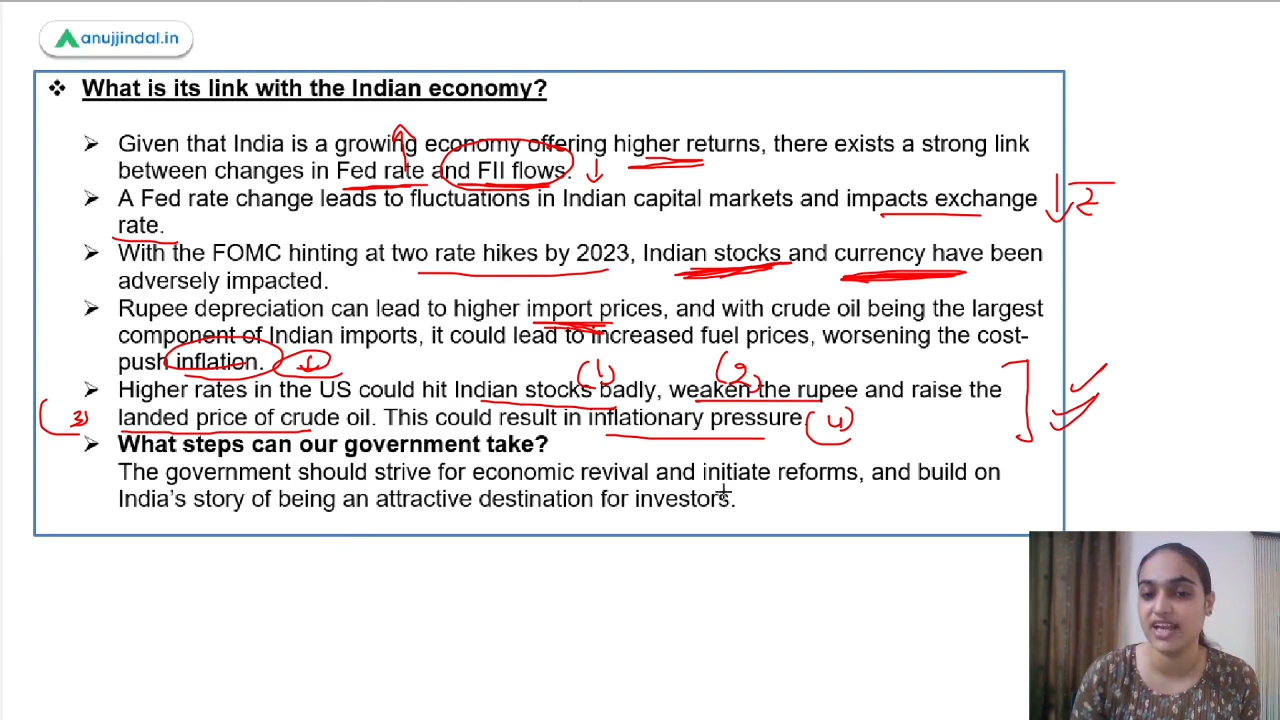 anujjindal.in
❖ What is its link with the Indian economy?
➢ Given that India is a growing economy offering higher returns, there exists a strong link
between changes in Fed rate and FII flows.
➢ A Fed rate change leads to fluctuations in Indian capital markets and impacts exchange
rate.
➢ With the FOMC hinting at two rate hikes by 2023, Indian stocks and currency have been
adversely impacted.
➢ Rupee depreciation can lead to higher import prices, and with crude oil being the largest
component of Indian imports, it could lead to increased fuel prices, worsening the cost-
push inflation.
(1) (2)
➢ Higher rates in the US could hit Indian stocks badly, weaken the rupee and raise the
(3) landed price of crude oil. This could result in inflationary pressure. (4)
➢ What steps can our government take?
The government should strive for economic revival and initiate reforms, and build on
India's story of being an attractive destination for investors.